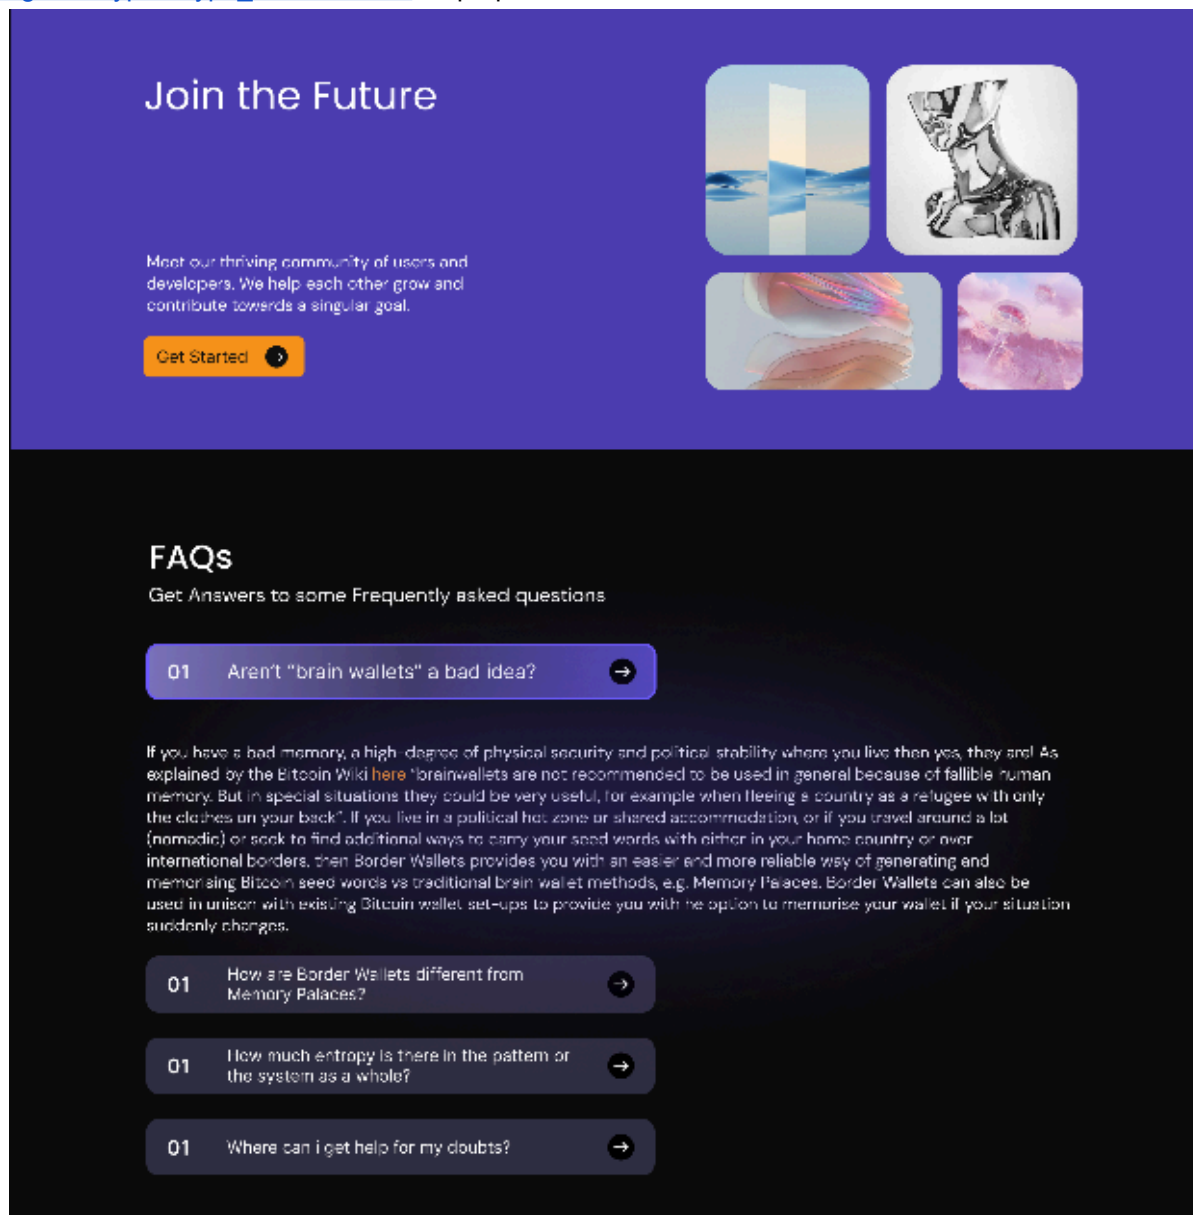 Join the Future
Meet our thriving community of users and
developers. We help each other grow and
contribute towards a singular goal.
Get Started
FAQs
Get Answers to some Frequently asked questions
01 Aren't "brain wallets" a bad idea?
If you have a bad memory, a high-degree of physical security and political stability where you live then yes, they are! As
explained by the Bitcoin Wiki here "brainwallets are not recommended to be used in general because of fallible human
memory. But in special situations they could be very useful, for example when fleeing a country as a refugee with only
the clothes on your back". If you live in a political hot zone or shared accommodation, or if you travel around a lot
(nomadic) or seek to find additional ways to carry your seed words with either in your home country or over
international borders, then Border Wallets provides you with an easier and more reliable way of generating and
memorising Bitcoin seed words vs traditional brain wallet methods, e.g. Memory Palaces. Border Wallets can also be
used in unison with existing Bitcoin wallet set-ups to provide you with he option to memorise your wallet if your situation
suddenly changes.
01 How are Border Wallets different from
Memory Palaces?
01 How much entropy is there in the pattern or
the system as a whole?
01 Where can i get help for my doubts?